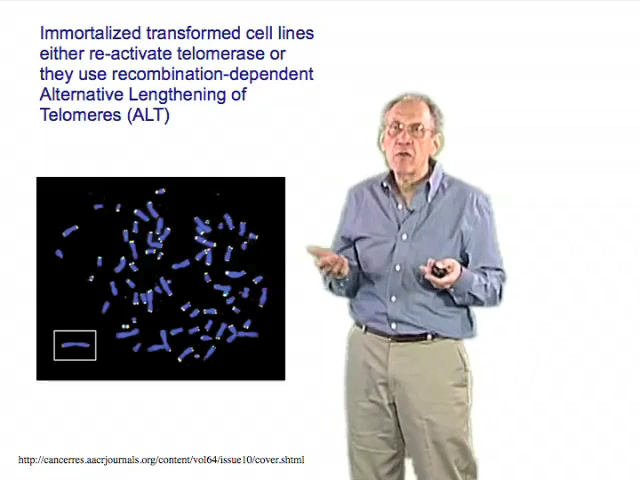 Immortalized transformed cell lines
either re-activate telomerase or
they use recombination-dependent
Alternative Lengthening of
Telomeres (ALT)
http://cancerres.aacrjournals.org/content/vol64/issue10/cover.shtml